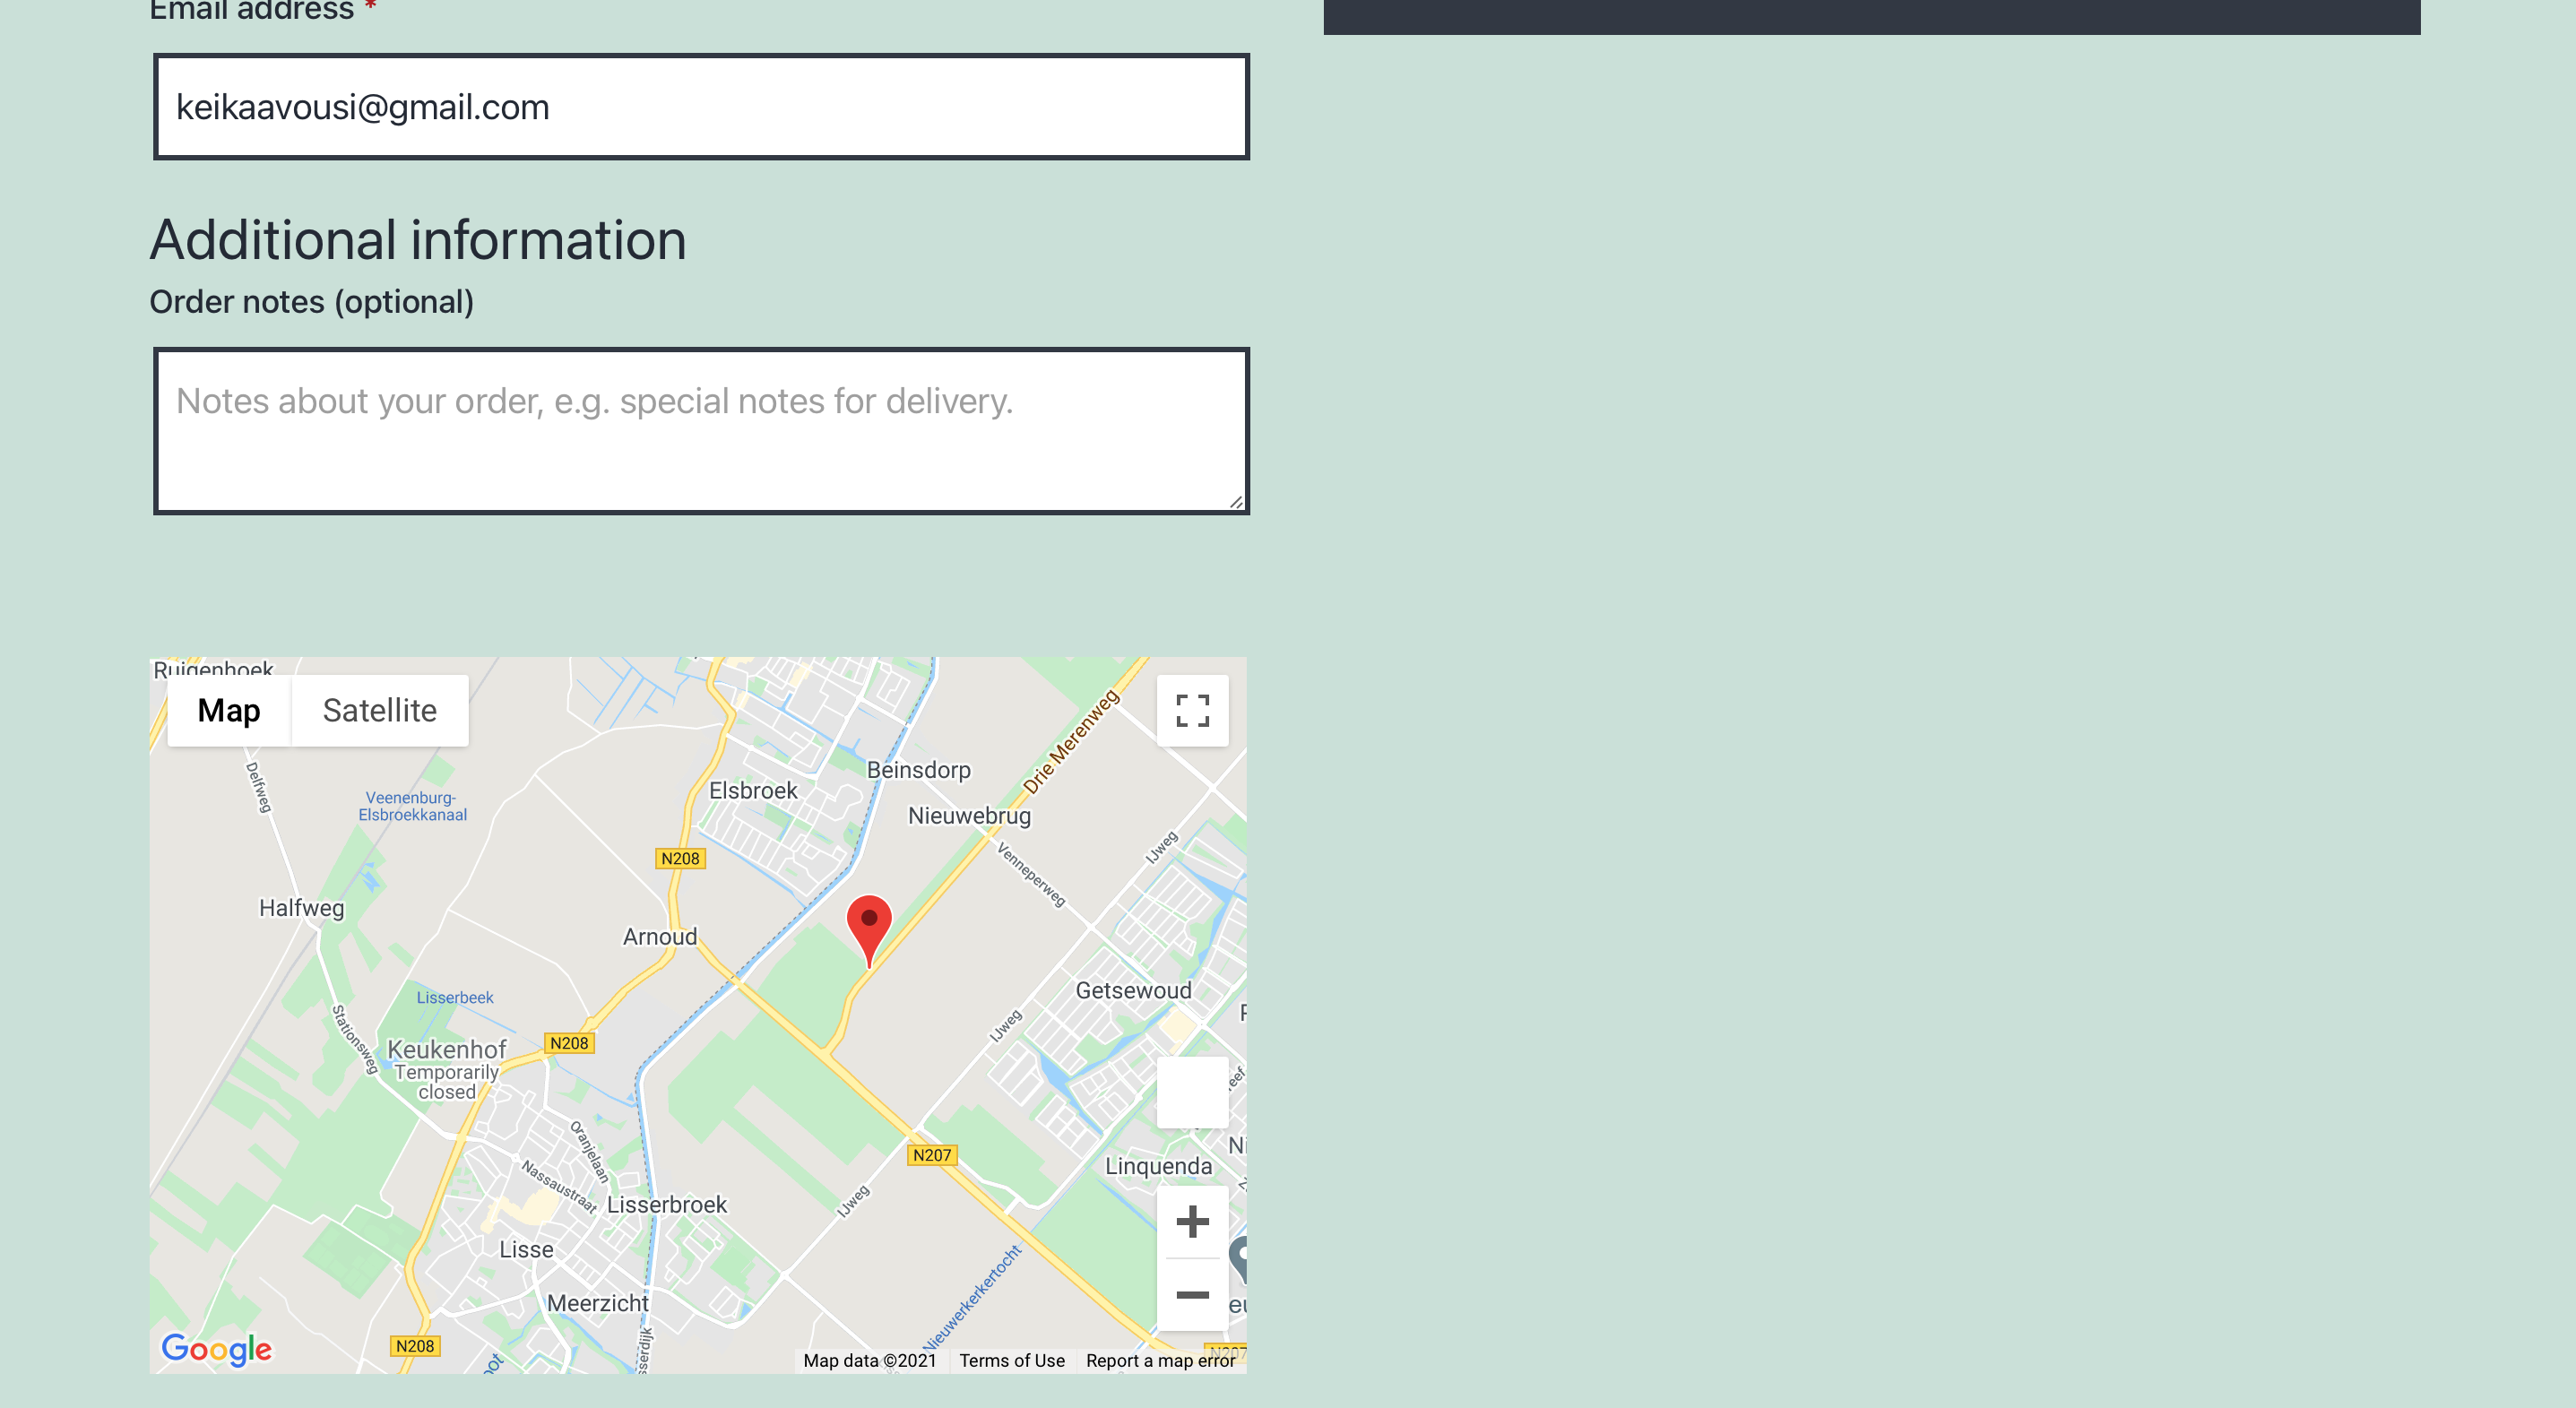 Email address *
keikaavousi@gmail.com
Additional information
Order notes (optional)
Notes about your order, e.g. special notes for delivery.
Ruigenhoek
Map
Satellite
Drie Merenweg
Delfweg
Beinsdorp
Elsbroek
Veenenburg-
Elsbroekkanaal
Nieuwebrug
IJweg
N208
Venneperweg
Halfweg
Arnoud
Getsewoud
Lisserbeek
Stationsweg
IJweg
N208
Keukenhof
Temporarily
closed
Oranjelaan
N207
Linquenda
Nassaustraat
IJweg
Lisserbroek
Lisse
Nieuwerkerkertocht
Meerzicht
N208
N207
Google
Map data ©2021
Terms of Use
Report a map error